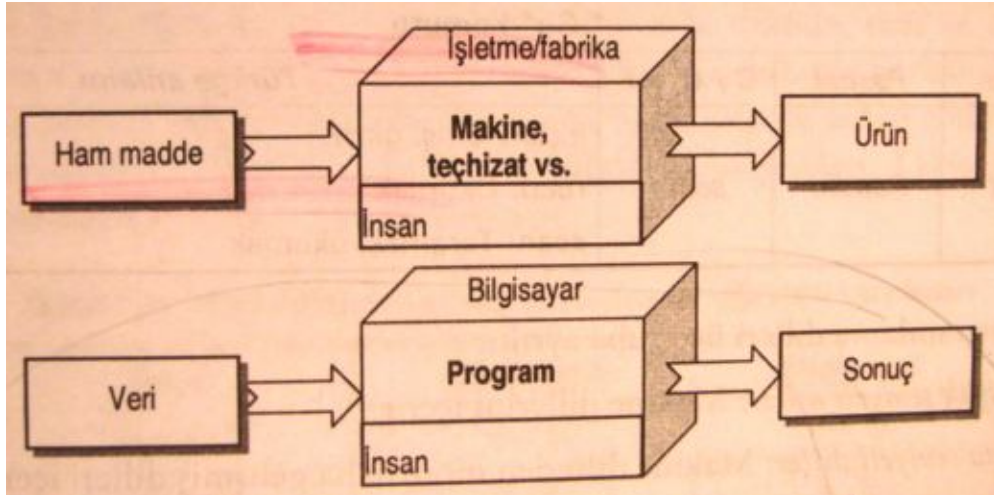 İşletme/fabrika
Ham madde
Makine,
teçhizat vs.
İnsan
Ürün
Bilgisayar
Veri
Program
İnsan
Sonuç